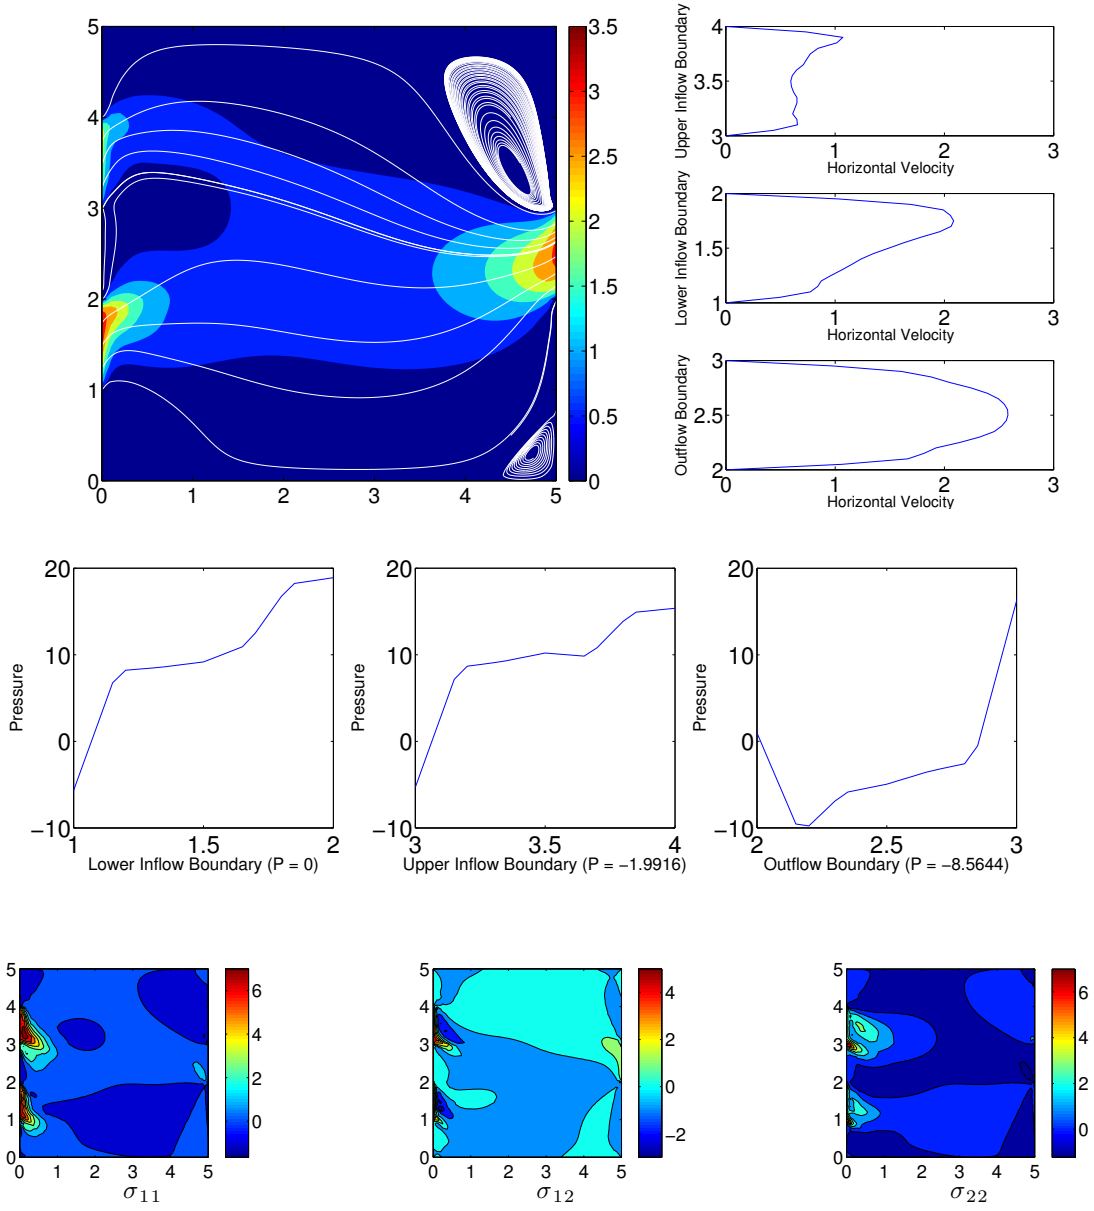 5
4
3
2
1
0
0 1 2 3 4 5
3.5
3
2.5
2
1.5
1
0.5
0
Upper Inflow Boundary
4
3.5
3
0 1 2 3
Horizontal Velocity
Lower Inflow Boundary
2
1.5
1
0 1 2 3
Horizontal Velocity
Outflow Boundary
3
2.5
2
0 1 2 3
Horizontal Velocity
Pressure
20
10
0
−10
1 1.5 2
Lower Inflow Boundary (P = 0)
Pressure
20
10
0
−10
3 3.5 4
Upper Inflow Boundary (P = −1.9916)
Pressure
20
10
0
−10
2 2.5 3
Outflow Boundary (P = −8.5644)
5
4
3
2
1
0
0 1 2 3 4 5
6
4
2
0
σ11
5
4
3
2
1
0
0 1 2 3 4 5
4
2
0
−2
σ12
5
4
3
2
1
0
0 1 2 3 4 5
6
4
2
0
σ22